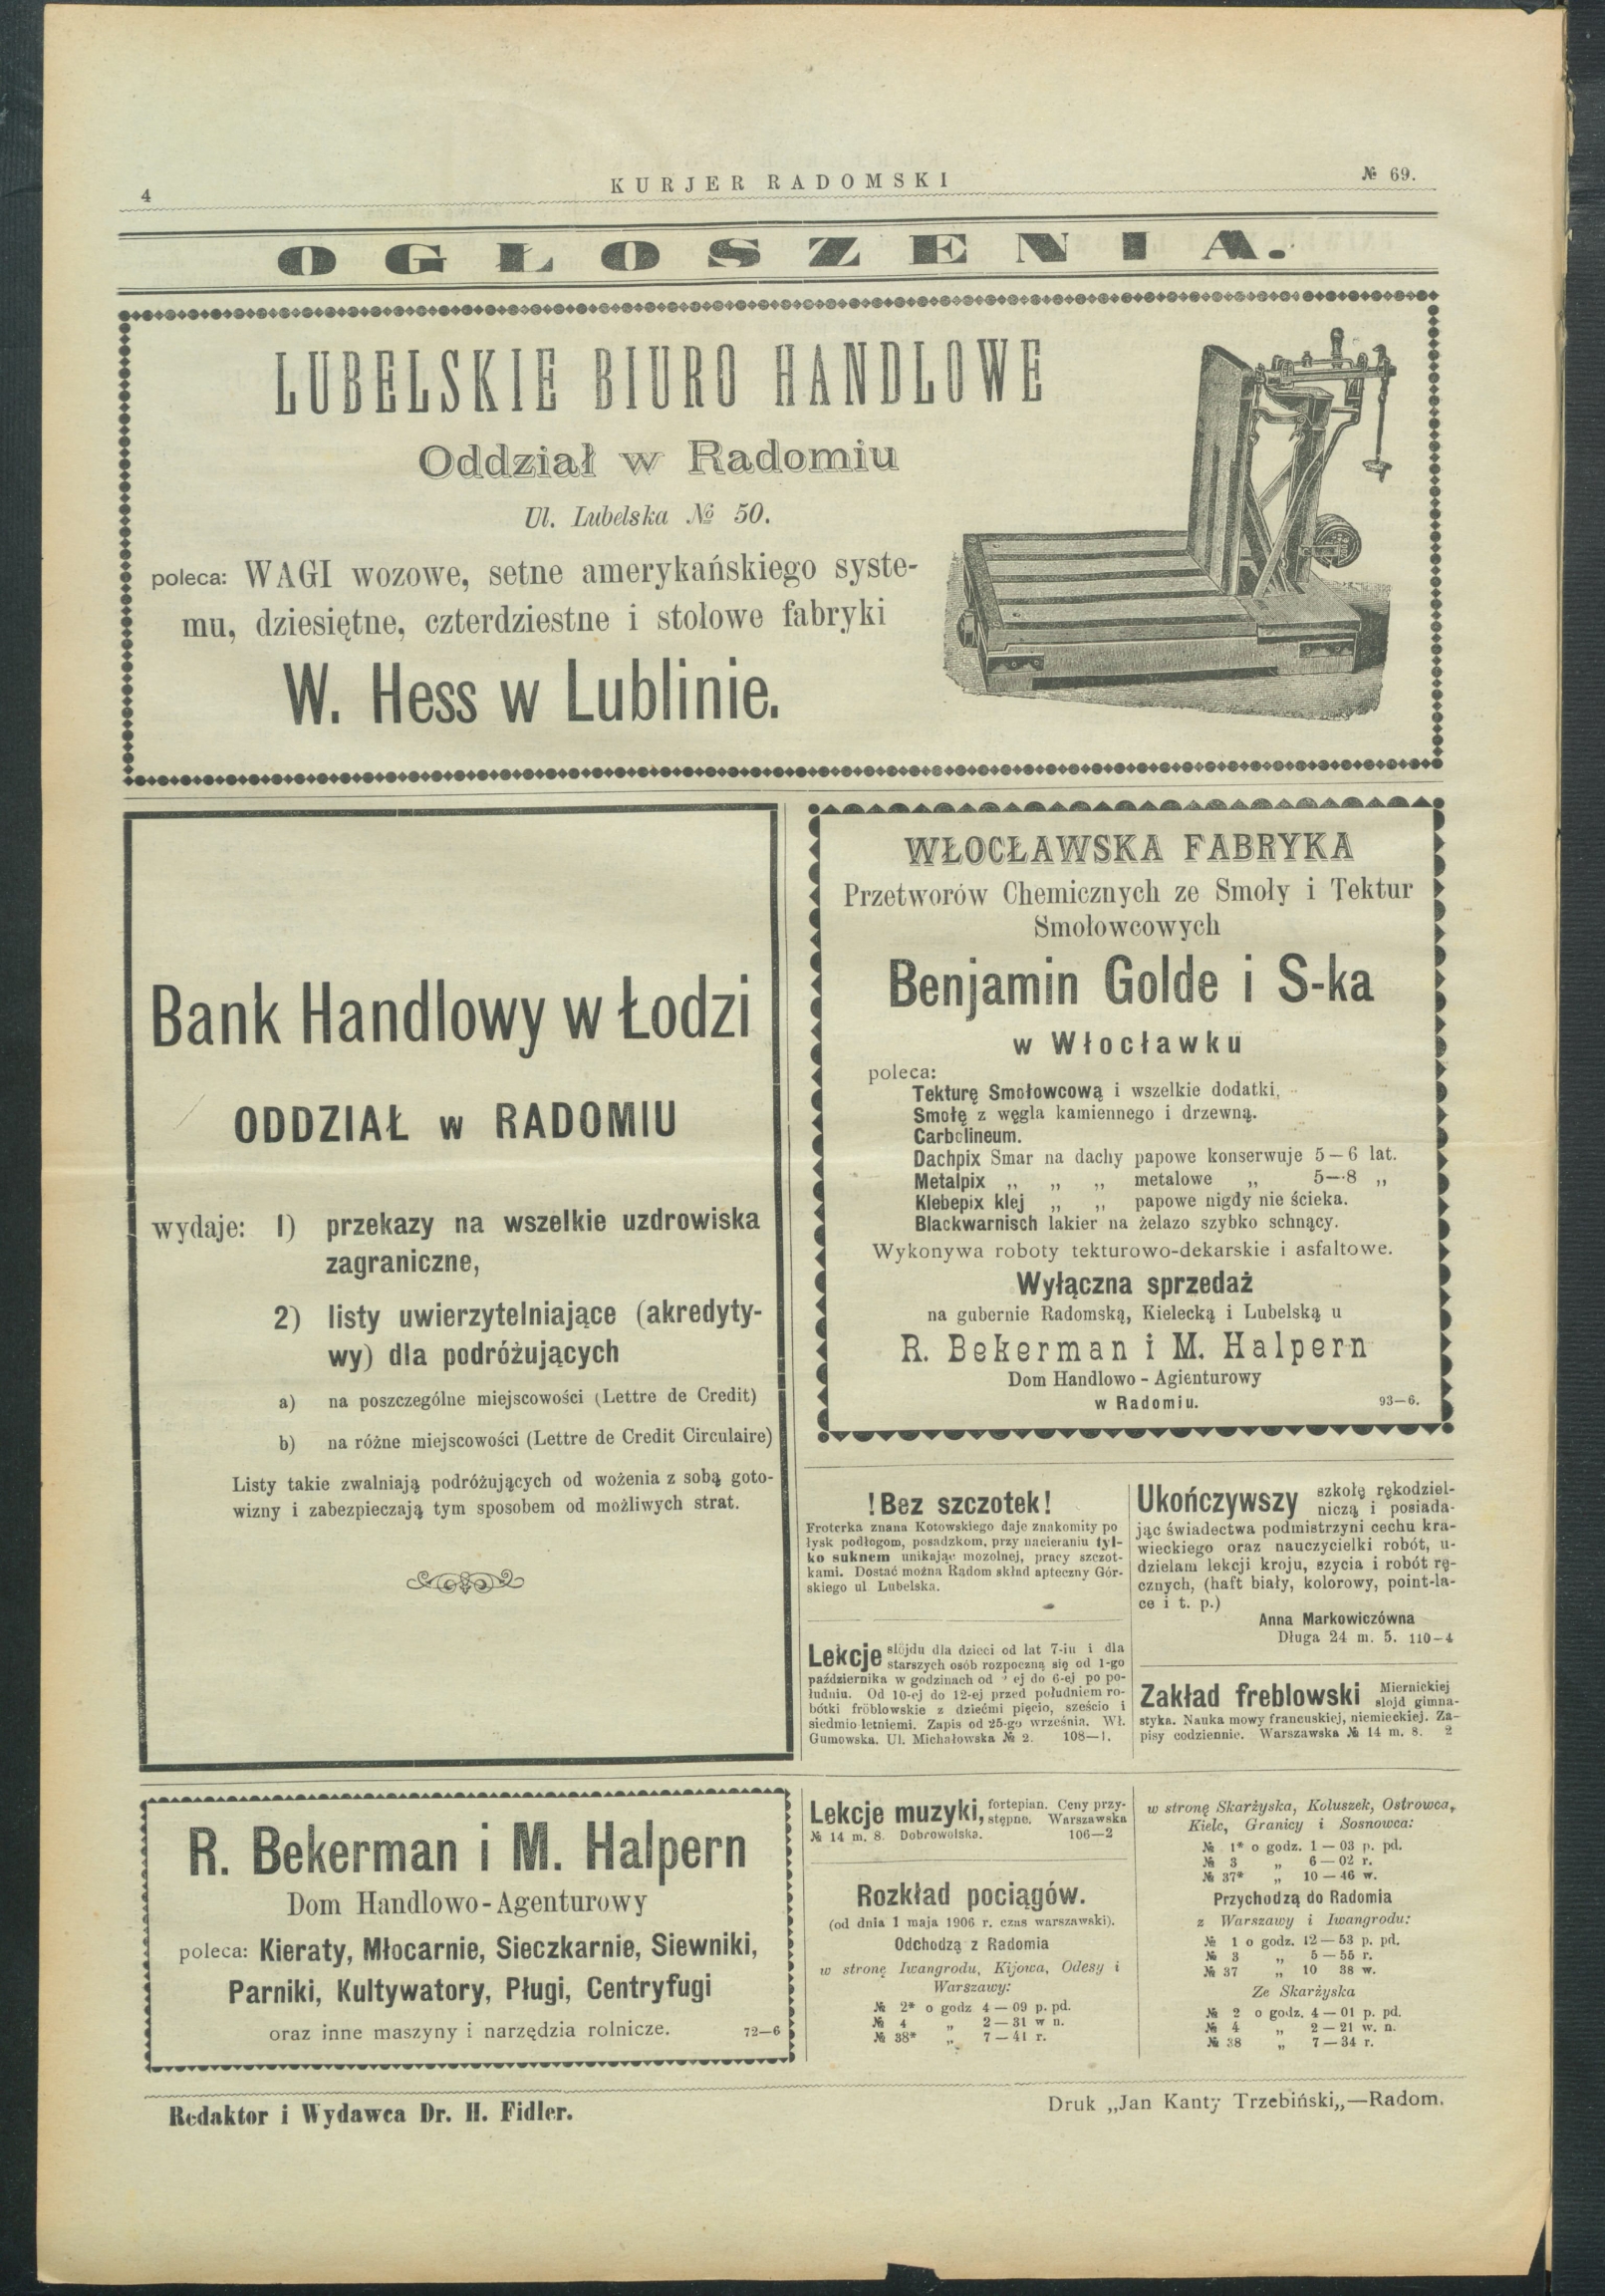 4
KURJER RADOMSKI
№ 69.
OGŁOSZENIA.
LUBELSKIE BIURO HANDLOWE
Oddział w Radomiu
Ul. Lubelska № 50.
poleca: WAGI wozowe, setne amerykańskiego syste-
mu, dziesiętne, czterdziestne i stołowe fabryki
W. Hess w Lublinie.
Bank Handlowy w Łodzi
ODDZIAŁ w RADOMIU
wydaje: 1) przekazy na wszelkie uzdrowiska
zagraniczne,
2) listy uwierzytelniające (akredyty-
wy) dla podróżujących
a) na poszczególne miejscowości (Lettre de Credit)
b) na różne miejscowości (Lettre de Credit Circulaire)
Listy takie zwalniają podróżujących od wożenia z sobą goto-
wizny i zabezpieczają tym sposobem od możliwych strat.
WŁOCŁAWSKA FABRYKA
Przetworów Chemicznych ze Smoły i Tektur
Smołowcowych
Benjamin Golde i S-ka
w Włocławku
poleca:
Tekturę Smołowcową i wszelkie dodatki,
Smołę z węgla kamiennego i drzewną.
Carbolineum.
Dachpix Smar na dachy papowe konserwuje 5—6 lat.
Metalpix „ „ „ metalowe „ 5—8 „
Klebepix klej „ „ papowe nigdy nie ścieka.
Blackwarnisch lakier na żelazo szybko schnący.
Wykonywa roboty tekturowo-dekarskie i asfaltowe.
Wyłączna sprzedaż
na gubernie Radomską, Kielecką i Lubelską u
R. Bekerman i M. Halpern
Dom Handlowo - Agienturowy
w Radomiu. 93—6.
!Bez szczotek!
Froterka znana Kotowskiego daje znakomity po
łysk podłogom, posadzkom, przy nacieraniu tyl-
ko suknem unikając mozolnej, pracy szczot-
kami. Dostać można Radom skład apteczny Gór-
skiego ul Lubelska.
Lekcje slöjdu dla dzieci od lat 7-iu i dla
starszych osób rozpoczną się od 1-go
października w godzinach od ej do 6-ej po po-
łudniu. Od 10-ej do 12-ej przed południem ro-
bótki fröblowskie z dziećmi pięcio, sześcio i
siedmio letniemi. Zapis od 25-go września. Wł.
Gumowska. Ul. Michałowska № 2. 108—1.
Ukończywszy szkołę rękodziel-
niczą i posiada-
jąc świadectwa podmistrzyni cechu kra-
wieckiego oraz nauczycielki robót, u-
dzielam lekcji kroju, szycia i robót rę-
cznych, (haft biały, kolorowy, point-la-
ce i t. p.)
Anna Markowiczówna
Długa 24 m. 5. 110—4
Zakład freblowski Miernickiej
slojd gimna-
styka. Nauka mowy francuskiej, niemieckiej. Za-
pisy codziennie. Warszawska № 14 m. 8. 2
R. Bekerman i M. Halpern
Dom Handlowo-Agenturowy
poleca: Kieraty, Młocarnie, Sieczkarnie, Siewniki,
Parniki, Kultywatory, Pługi, Centryfugi
oraz inne maszyny i narzędzia rolnicze. 72—6
Lekcje muzyki, fortepian. Ceny przy-
stępne. Warszawska
№ 14 m. 8. Dobrowolska. 106—2
Rozkład pociągów.
(od dnia 1 maja 1906 r. czas warszawski).
Odchodzą z Radomia
w stronę Iwangrodu, Kijowa, Odesy i
Warszawy:
№ 2* o godz 4—09 p. pd.
№ 4 „ 2—31 w n.
№ 38* „ 7—41 r.
w stronę Skarżyska, Koluszek, Ostrowca,
Kielc, Granicy i Sosnowca:
№ 1* o godz. 1—03 p. pd.
№ 3 „ 6—02 r.
№ 37* „ 10—46 w.
Przychodzą do Radomia
z Warszawy i Iwangrodu:
№ 1 o godz. 12—53 p. pd.
№ 3 „ 5—55 r.
№ 37 „ 10 38 w.
Ze Skarżyska
№ 2 o godz. 4—01 p. pd.
№ 4 „ 2—21 w. n.
№ 38 „ 7—34 r.
Redaktor i Wydawca Dr. H. Fidler.
Druk „Jan Kanty Trzebiński„—Radom.